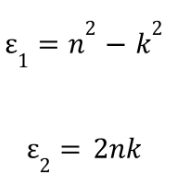 ε₁ = n² − k²
ε₂ = 2nk